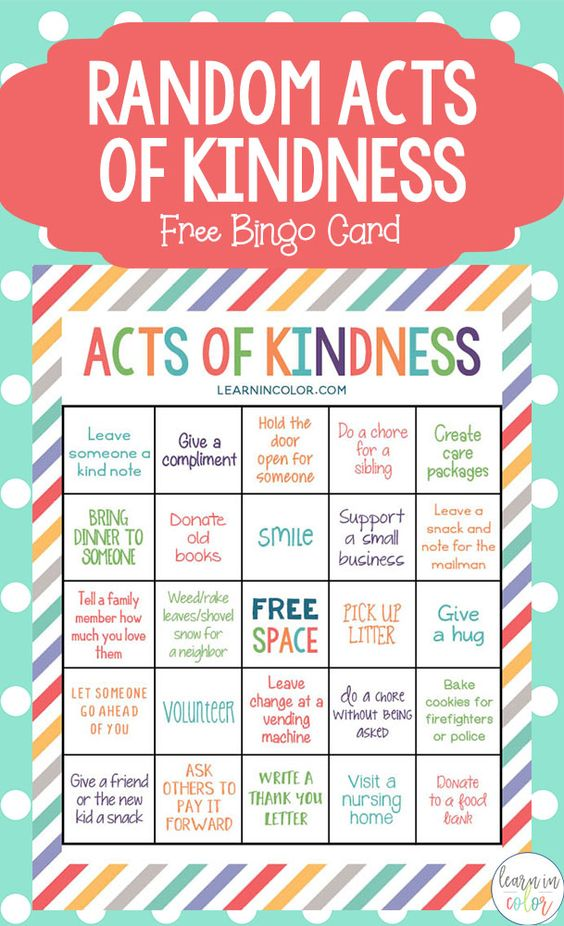 RANDOM ACTS
OF KINDNESS
Free Bingo Card
ACTS OF KINDNESS
LEARNINCOLOR.COM
Leave
someone a
kind note
Give a
compliment
Hold the
door
open for
someone
Do a chore
for a
sibling
Create
care
packages
BRING
DINNER TO
SOMEONE
Donate
old
books
smile
Support
a small
business
Leave a
snack and
note for the
mailman
Tell a family
member how
much you love
them
Weed/rake
leaves/shovel
snow for
a neighbor
FREE
SPACE
PICK UP
LITTER
Give
a hug
LET SOMEONE
GO AHEAD
OF YOU
VOLUNTEER
Leave
change at a
vending
machine
do a chore
without being
asked
Bake
cookies for
firefighters
or police
Give a friend
or the new
kid a snack
ASK
OTHERS TO
PAY IT
FORWARD
WRITE A
THANK YOU
LETTER
Visit a
nursing
home
Donate
to a food
bank
learn in
color